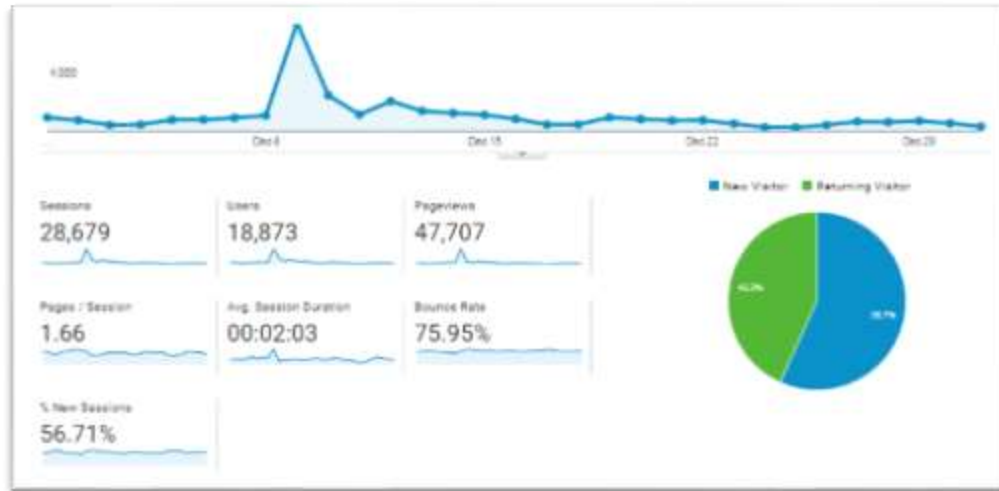 4,000
Dec 8
Dec 15
Dec 22
Dec 29
New Visitor Returning Visitor
Sessions
28,679
Users
18,873
Pageviews
47,707
Pages / Session
1.66
Avg. Session Duration
00:02:03
Bounce Rate
75.95%
% New Sessions
56.71%